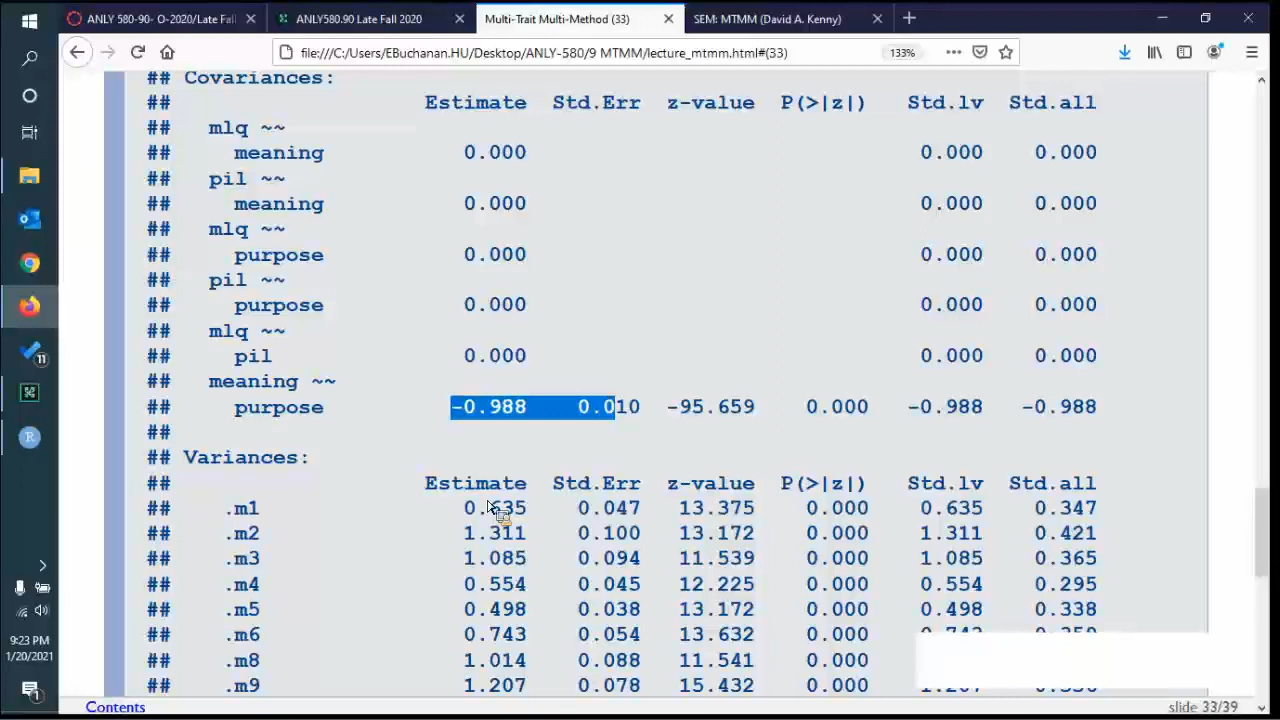 ANLY 580-90- O-2020/Late Fal
ANLY580.90 Late Fall 2020
Multi-Trait Multi-Method (33)
SEM: MTMM (David A. Kenny)
file:///C:/Users/EBuchanan.HU/Desktop/ANLY-580/9 MTMM/lecture_mtmm.html#(33)
133%
## Covariances:
## Estimate Std.Err z-value P(>|z|) Std.lv Std.all
## mlq ~~
## meaning 0.000 0.000 0.000
## pil ~~
## meaning 0.000 0.000 0.000
## mlq ~~
## purpose 0.000 0.000 0.000
## pil ~~
## purpose 0.000 0.000 0.000
## mlq ~~
## pil 0.000 0.000 0.000
## meaning ~~
## purpose -0.988 0.010 -95.659 0.000 -0.988 -0.988
##
## Variances:
## Estimate Std.Err z-value P(>|z|) Std.lv Std.all
## .m1 0.635 0.047 13.375 0.000 0.635 0.347
## .m2 1.311 0.100 13.172 0.000 1.311 0.421
## .m3 1.085 0.094 11.539 0.000 1.085 0.365
## .m4 0.554 0.045 12.225 0.000 0.554 0.295
## .m5 0.498 0.038 13.172 0.000 0.498 0.338
## .m6 0.743 0.054 13.632 0.000
## .m8 1.014 0.088 11.541 0.000
## .m9 1.207 0.078 15.432 0.000
Contents
slide 33/39
11
9:23 PM
1/20/2021
1